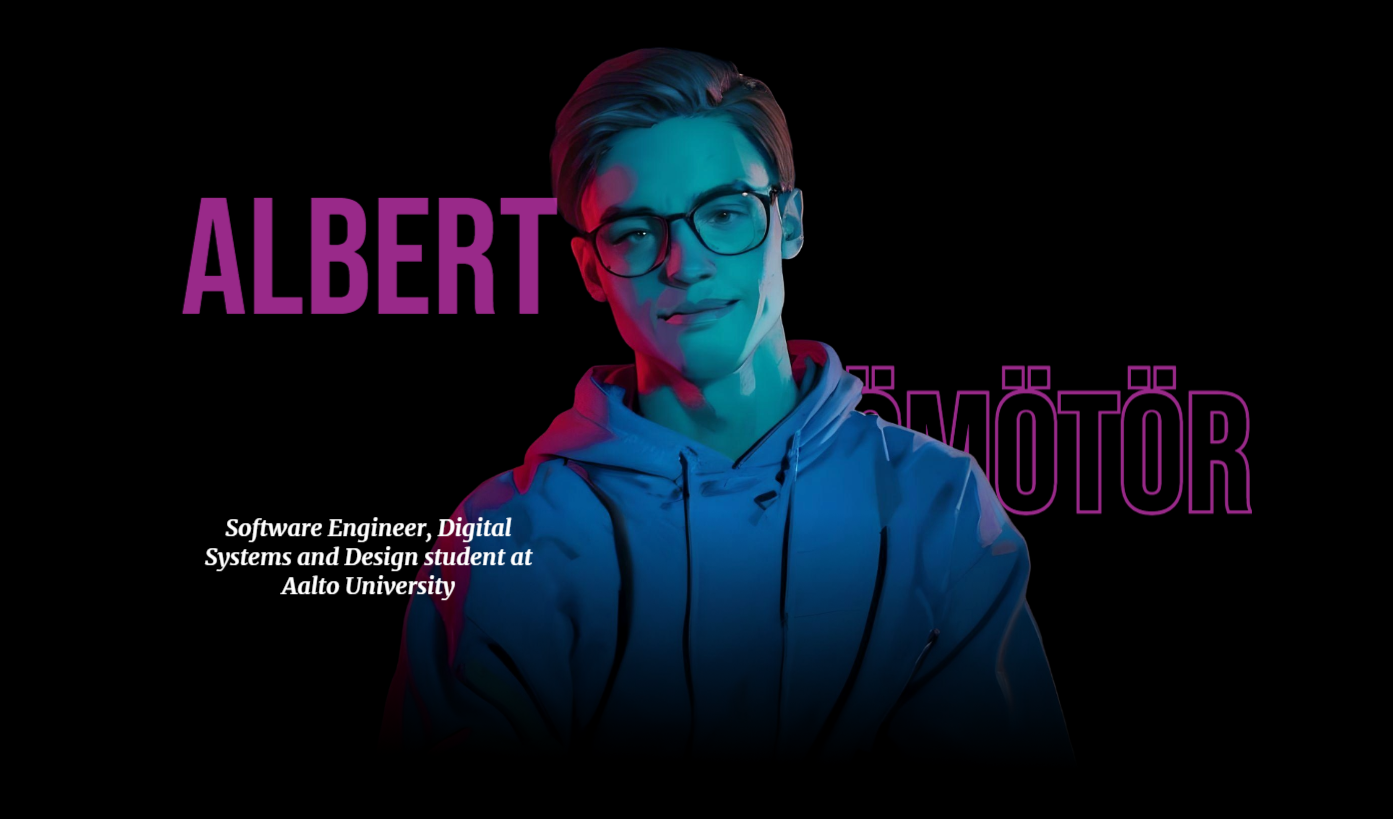 ALBERT
ÖMÖTÖR
Software Engineer, Digital
Systems and Design student at
Aalto University